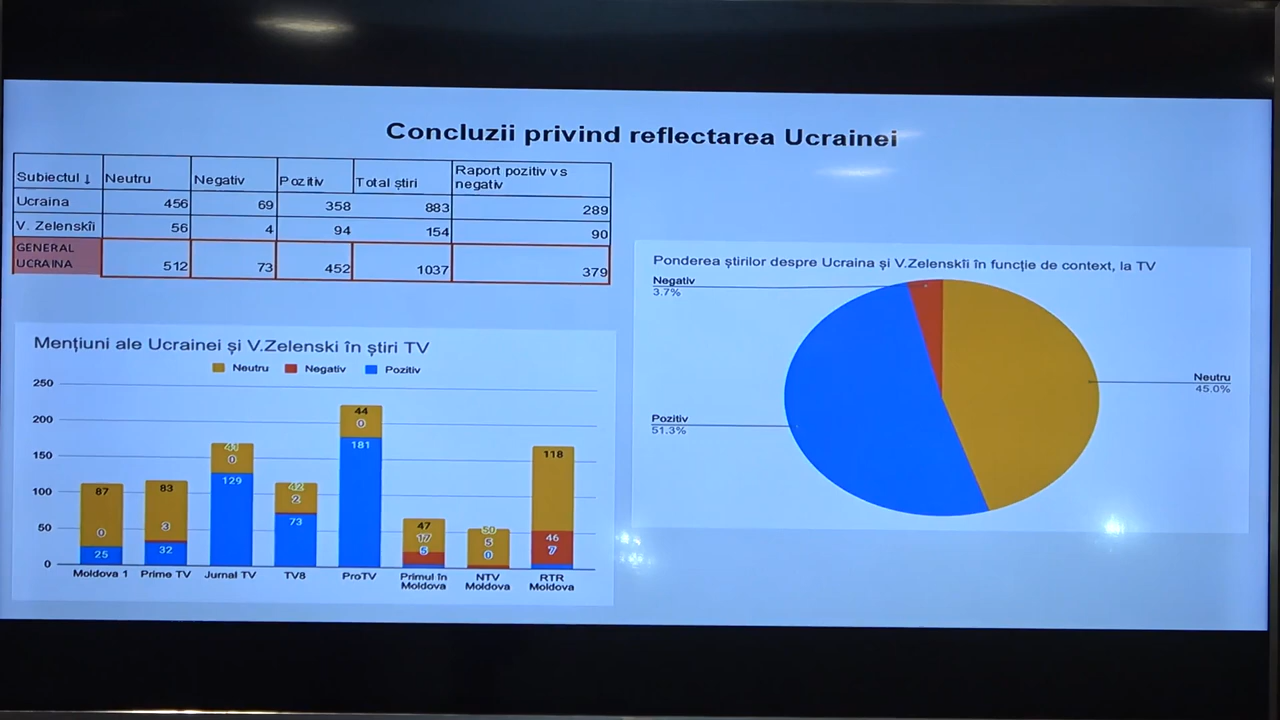 Concluzii privind reflectarea Ucrainei
Subiectul ↓ Neutru Negativ Pozitiv Total știri Raport pozitiv vs
negativ
Ucraina 456 69 358 883 289
V. Zelenskîi 56 4 94 154 90
GENERAL
UCRAINA 512 73 452 1037 379
Mențiuni ale Ucrainei și V.Zelenski în știri TV
Neutru Negativ Pozitiv
250
200
150
100
50
0
87
0
25
83
3
32
41
0
129
42
2
73
44
0
181
47
17
5
50
5
0
118
46
7
Moldova 1 Prime TV Jurnal TV TV8 ProTV Primul în NTV RTR
Moldova Moldova Moldova
Ponderea știrilor despre Ucraina și V.Zelenskîi în funcție de context, la TV
Negativ
3.7%
Neutru
45.0%
Pozitiv
51.3%